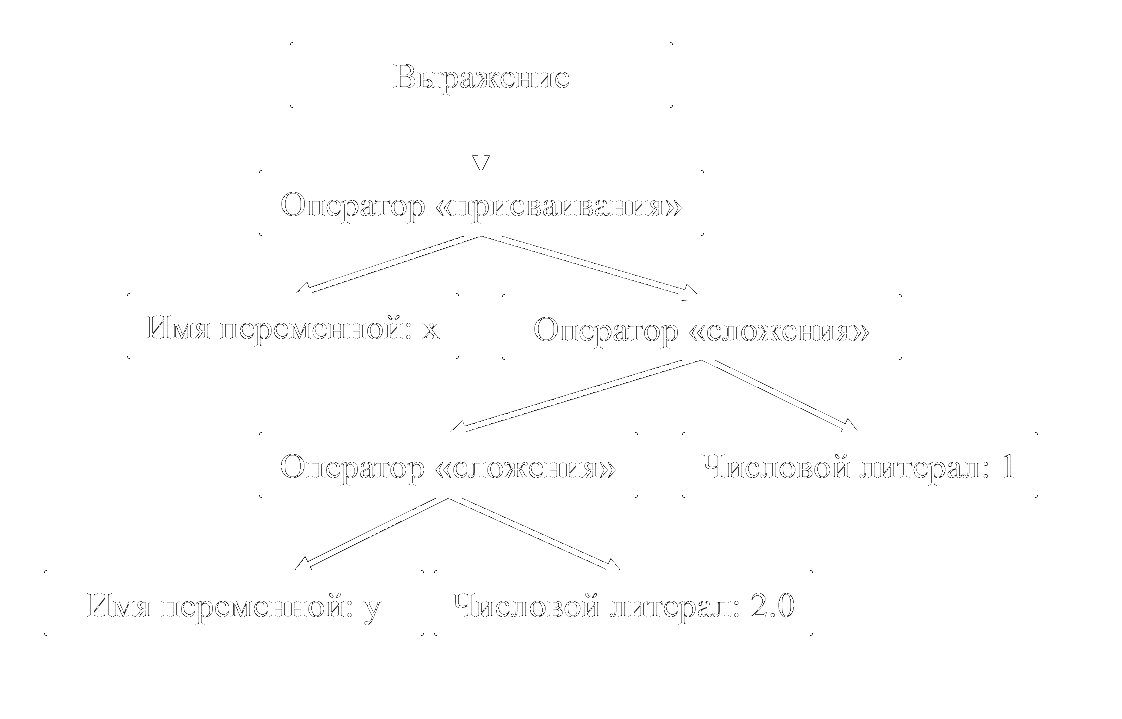 Выражение
Оператор «присваивания»
Имя переменной: x
Оператор «сложения»
Оператор «сложения»
Числовой литерал: 1
Имя переменной: y
Числовой литерал: 2.0